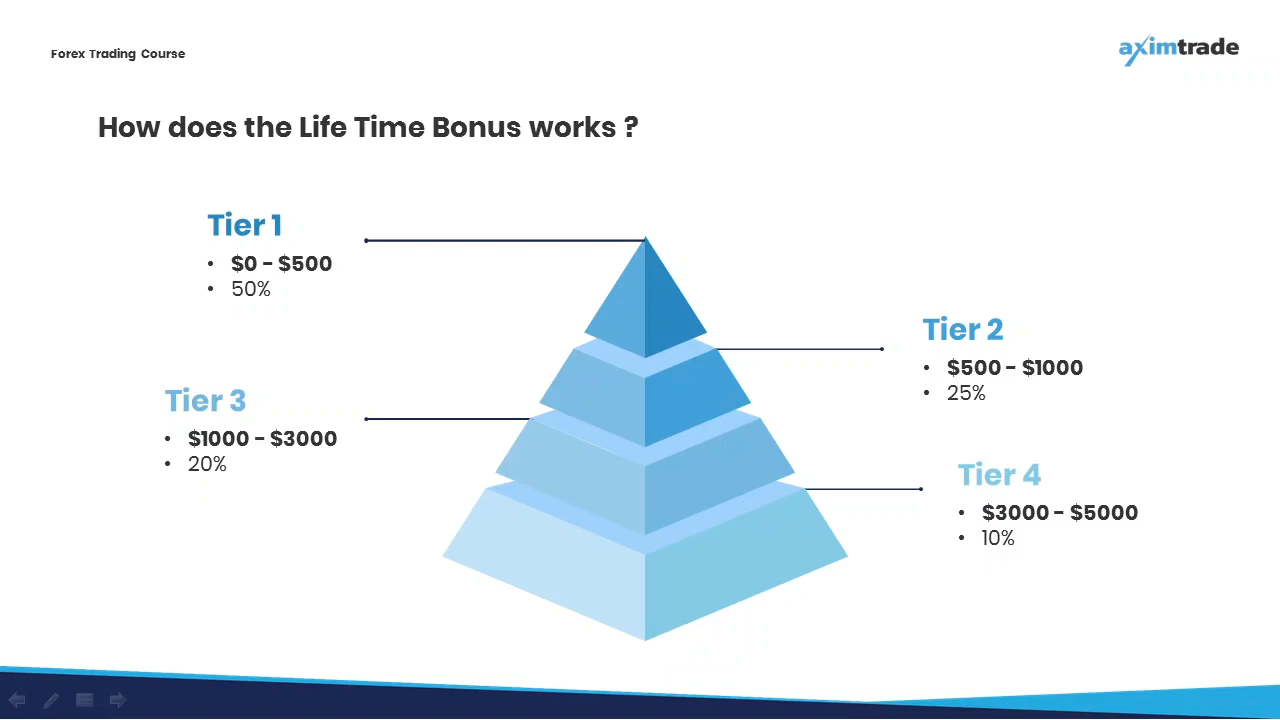 Forex Trading Course
aximtrade
How does the Life Time Bonus works ?
Tier 1
• $0 - $500
• 50%
Tier 2
• $500 - $1000
• 25%
Tier 3
• $1000 - $3000
• 20%
Tier 4
• $3000 - $5000
• 10%